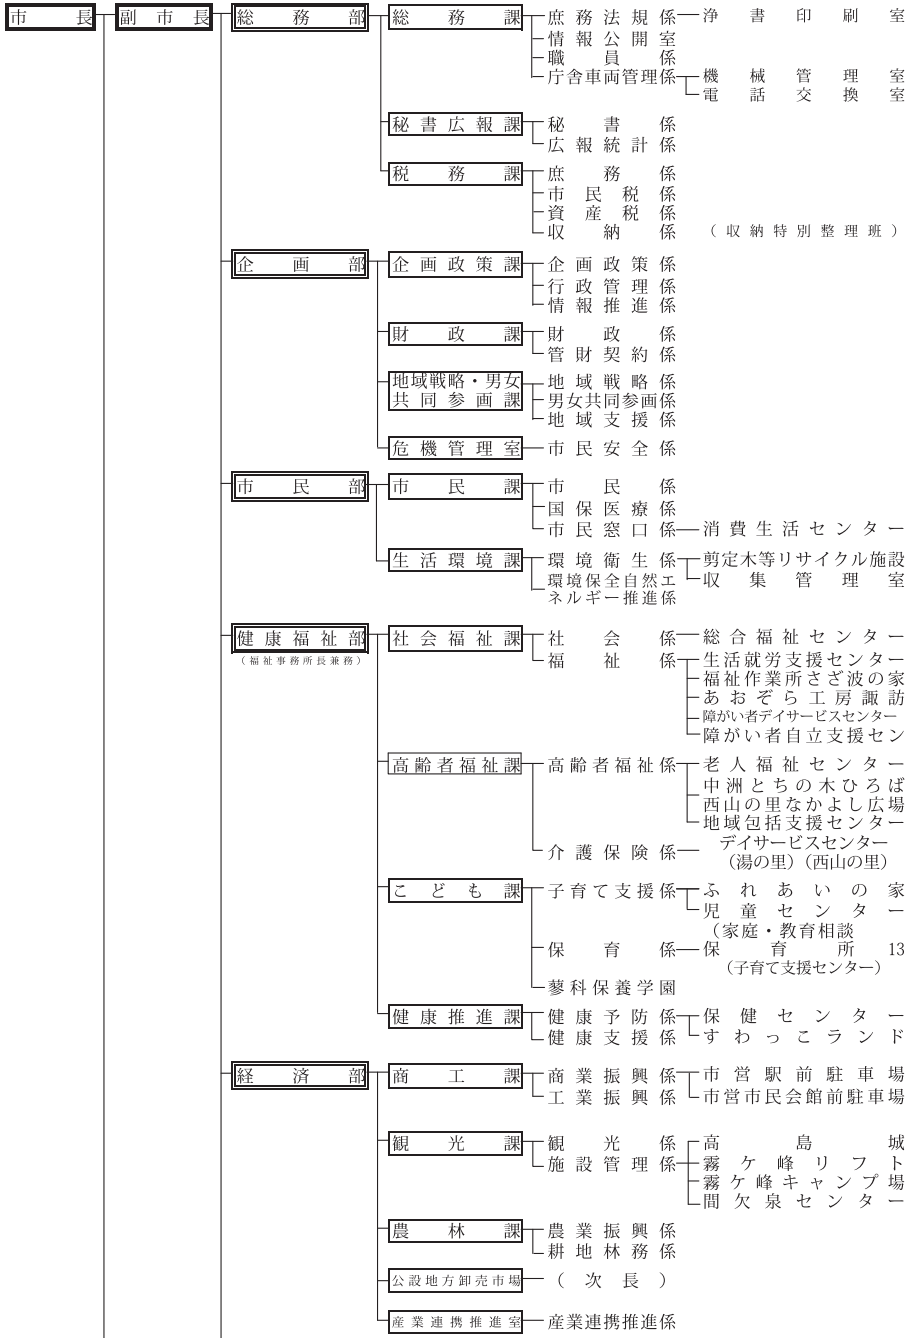 市長 副市長 総務部 総務課 庶務法規係 浄書印刷室
情報公開室
職員係
庁舎車両管理係 機械管理室
電話交換室
秘書広報課 秘書係
広報統計係
税務課 庶務係
市民税係
資産税係
収納係 （収納特別整理班）
企画部 企画政策課 企画政策係
行政管理係
情報推進係
財政課 財政係
管財契約係
地域戦略・男女 地域戦略係
共同参画課 男女共同参画係
地域支援係
危機管理室 市民安全係
市民部 市民課 市民係
国保医療係
市民窓口係 消費生活センター
生活環境課 環境衛生係 剪定木等リサイクル施設
環境保全自然エ 収集管理室
ネルギー推進係
健康福祉部 社会福祉課 社会係 総合福祉センター
（福祉事務所長兼務） 福祉係 生活就労支援センター
福祉作業所さざ波の家
あおぞら工房諏訪
障がい者デイサービスセンター
障がい者自立支援セン
高齢者福祉課 高齢者福祉係 老人福祉センター
中洲とちの木ひろば
西山の里なかよし広場
地域包括支援センター
介護保険係 デイサービスセンター
（湯の里）（西山の里）
こども課 子育て支援係 ふれあいの家
児童センター
（家庭・教育相談
保育係 保育所13
（子育て支援センター）
蓼科保養学園
健康推進課 健康予防係 保健センター
健康支援係 すわっこランド
経済部 商工課 商業振興係 市営駅前駐車場
工業振興係 市営市民会館前駐車場
観光課 観光係 高島城
施設管理係 霧ケ峰リフト
霧ケ峰キャンプ場
間欠泉センター
農林課 農業振興係
耕地林務係
公設地方卸売市場 （次長）
産業連携推進室 産業連携推進係